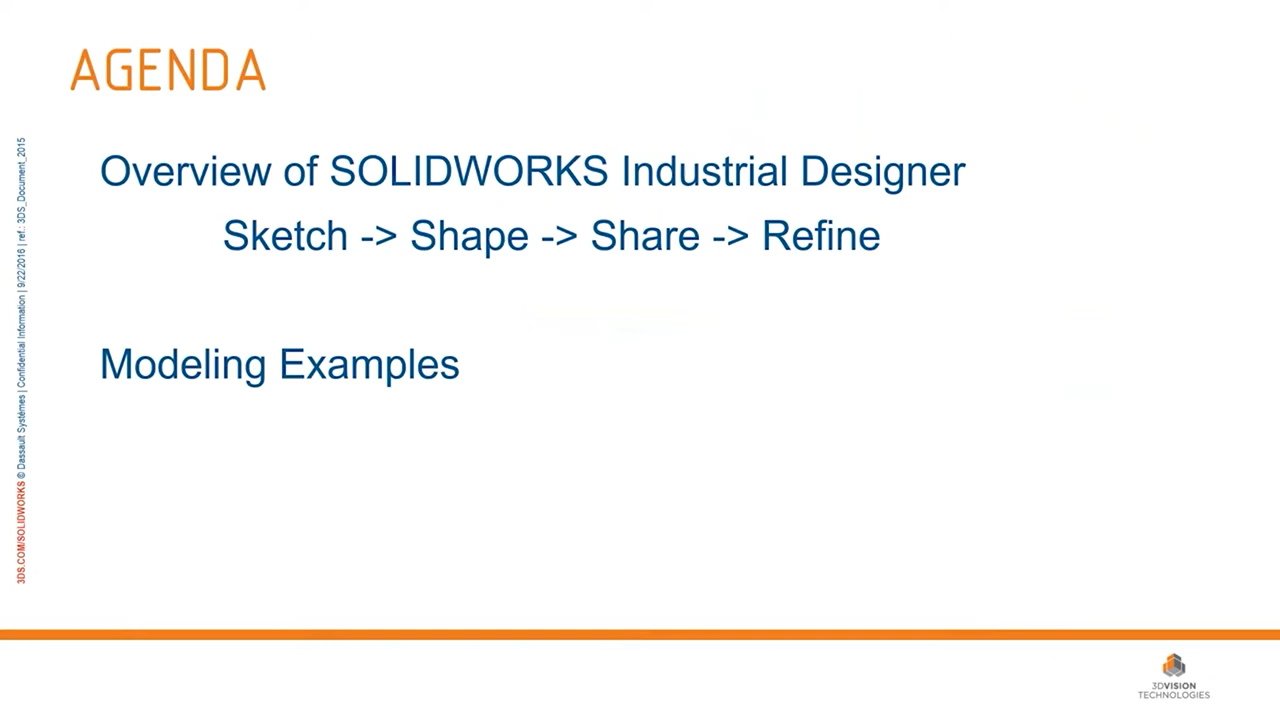 AGENDA
Overview of SOLIDWORKS Industrial Designer
Sketch -> Shape -> Share -> Refine
Modeling Examples
3DS.COM/SOLIDWORKS © Dassault Systèmes | Confidential Information | 9/22/2016 | ref.: 3DS_Document_2015
3DVISION
TECHNOLOGIES